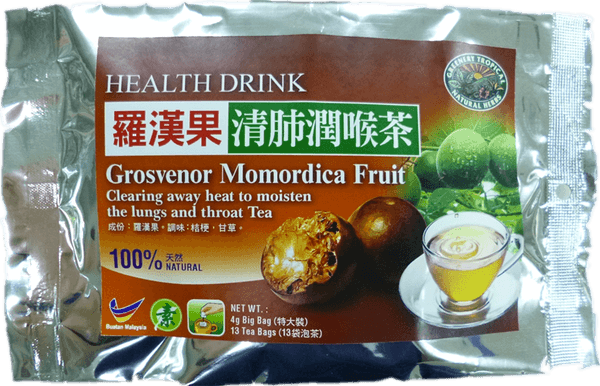 HEALTH DRINK
GREENERY TROPICAL
NATURAL HERBS
羅漢果 清肺潤喉茶
Grosvenor Momordica Fruit
Clearing away heat to moisten
the lungs and throat Tea
成份：羅漢果。調味：桔梗，甘草。
100% 天然
NATURAL
Buatan Malaysia
素
NET WT. :
4g Big Bag (特大裝)
13 Tea Bags (13袋泡茶)